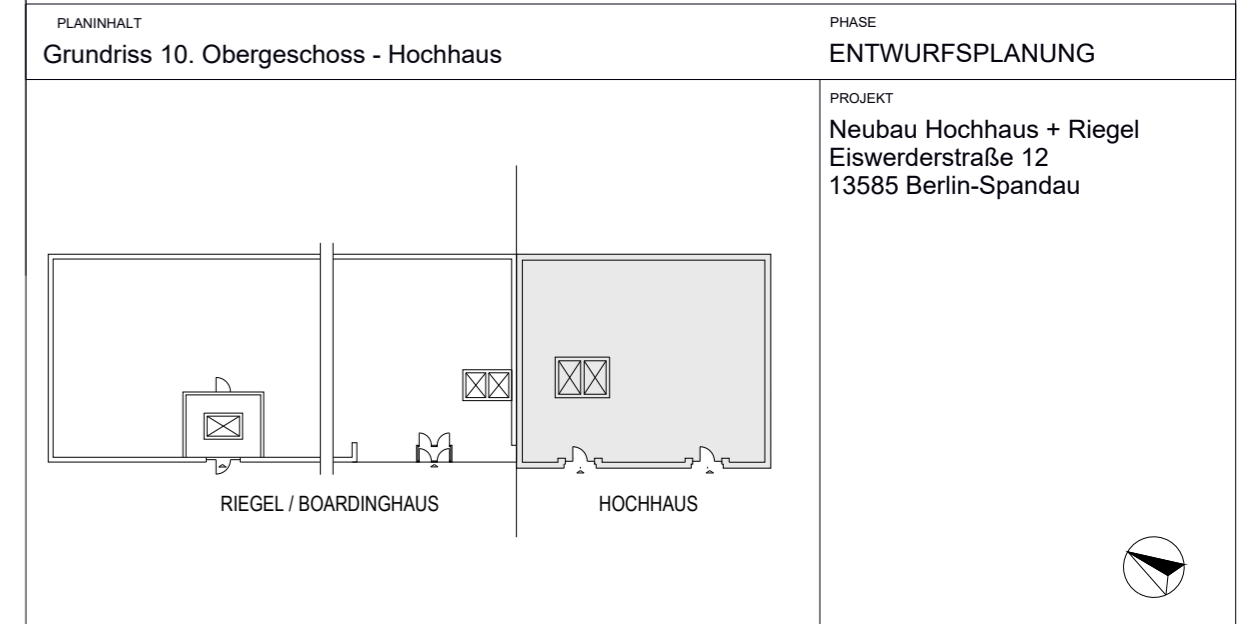 PLANINHALT
Grundriss 10. Obergeschoss - Hochhaus
PHASE
ENTWURFSPLANUNG
PROJEKT
Neubau Hochhaus + Riegel
Eiswerderstraße 12
13585 Berlin-Spandau
RIEGEL / BOARDINGHAUS
HOCHHAUS